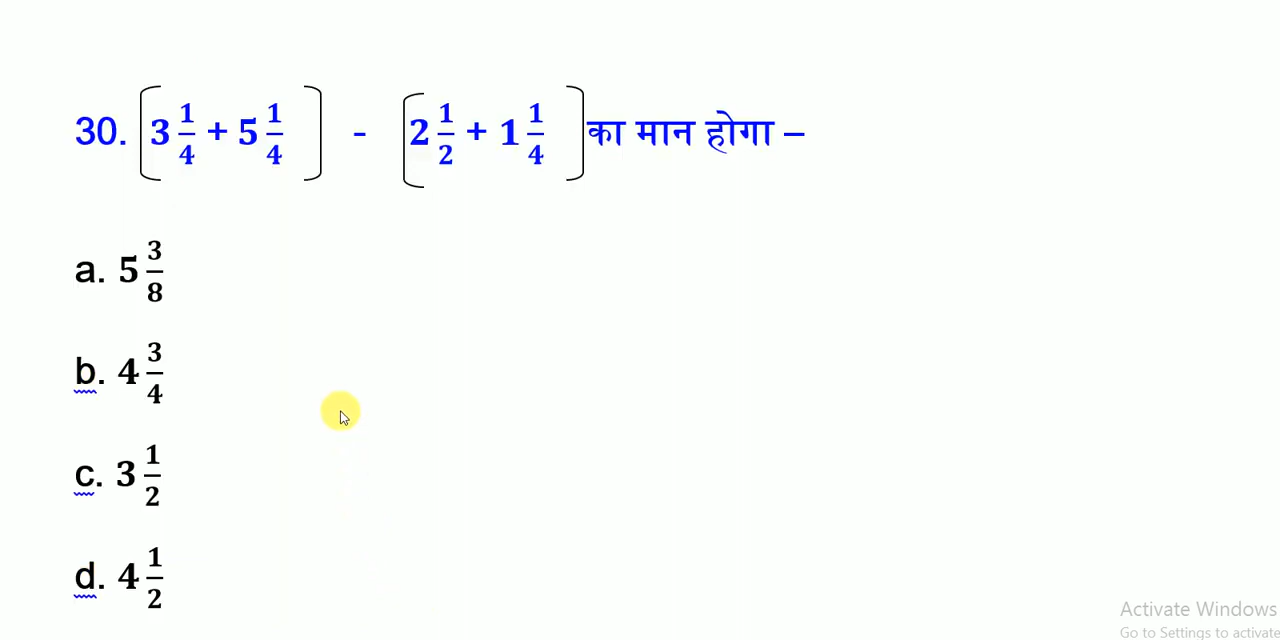 30. [3 1/4 + 5 1/4] - [2 1/2 + 1 1/4] का मान होगा –
a. 5 3/8
b. 4 3/4
c. 3 1/2
d. 4 1/2
Activate Windows
Go to Settings to activate